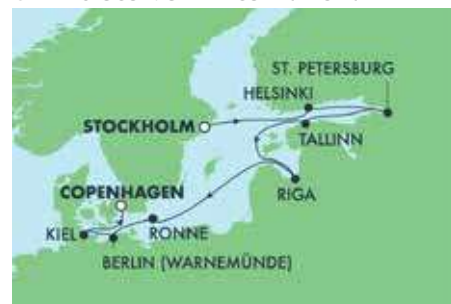 ST. PETERSBURG
HELSINKI
STOCKHOLM
TALLINN
COPENHAGEN
RIGA
KIEL
RONNE
BERLIN (WARNEMÜNDE)